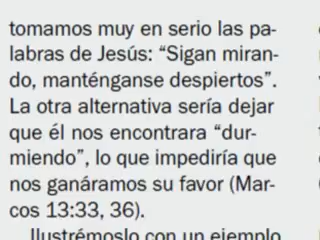 tomamos muy en serio las pa-
labras de Jesús: “Sigan miran-
do, manténganse despiertos”.
La otra alternativa sería dejar
que él nos encontrara “dur-
miendo”, lo que impediría que
nos ganáramos su favor (Mar-
cos 13:33, 36).
Ilustrémoslo con un ejemplo